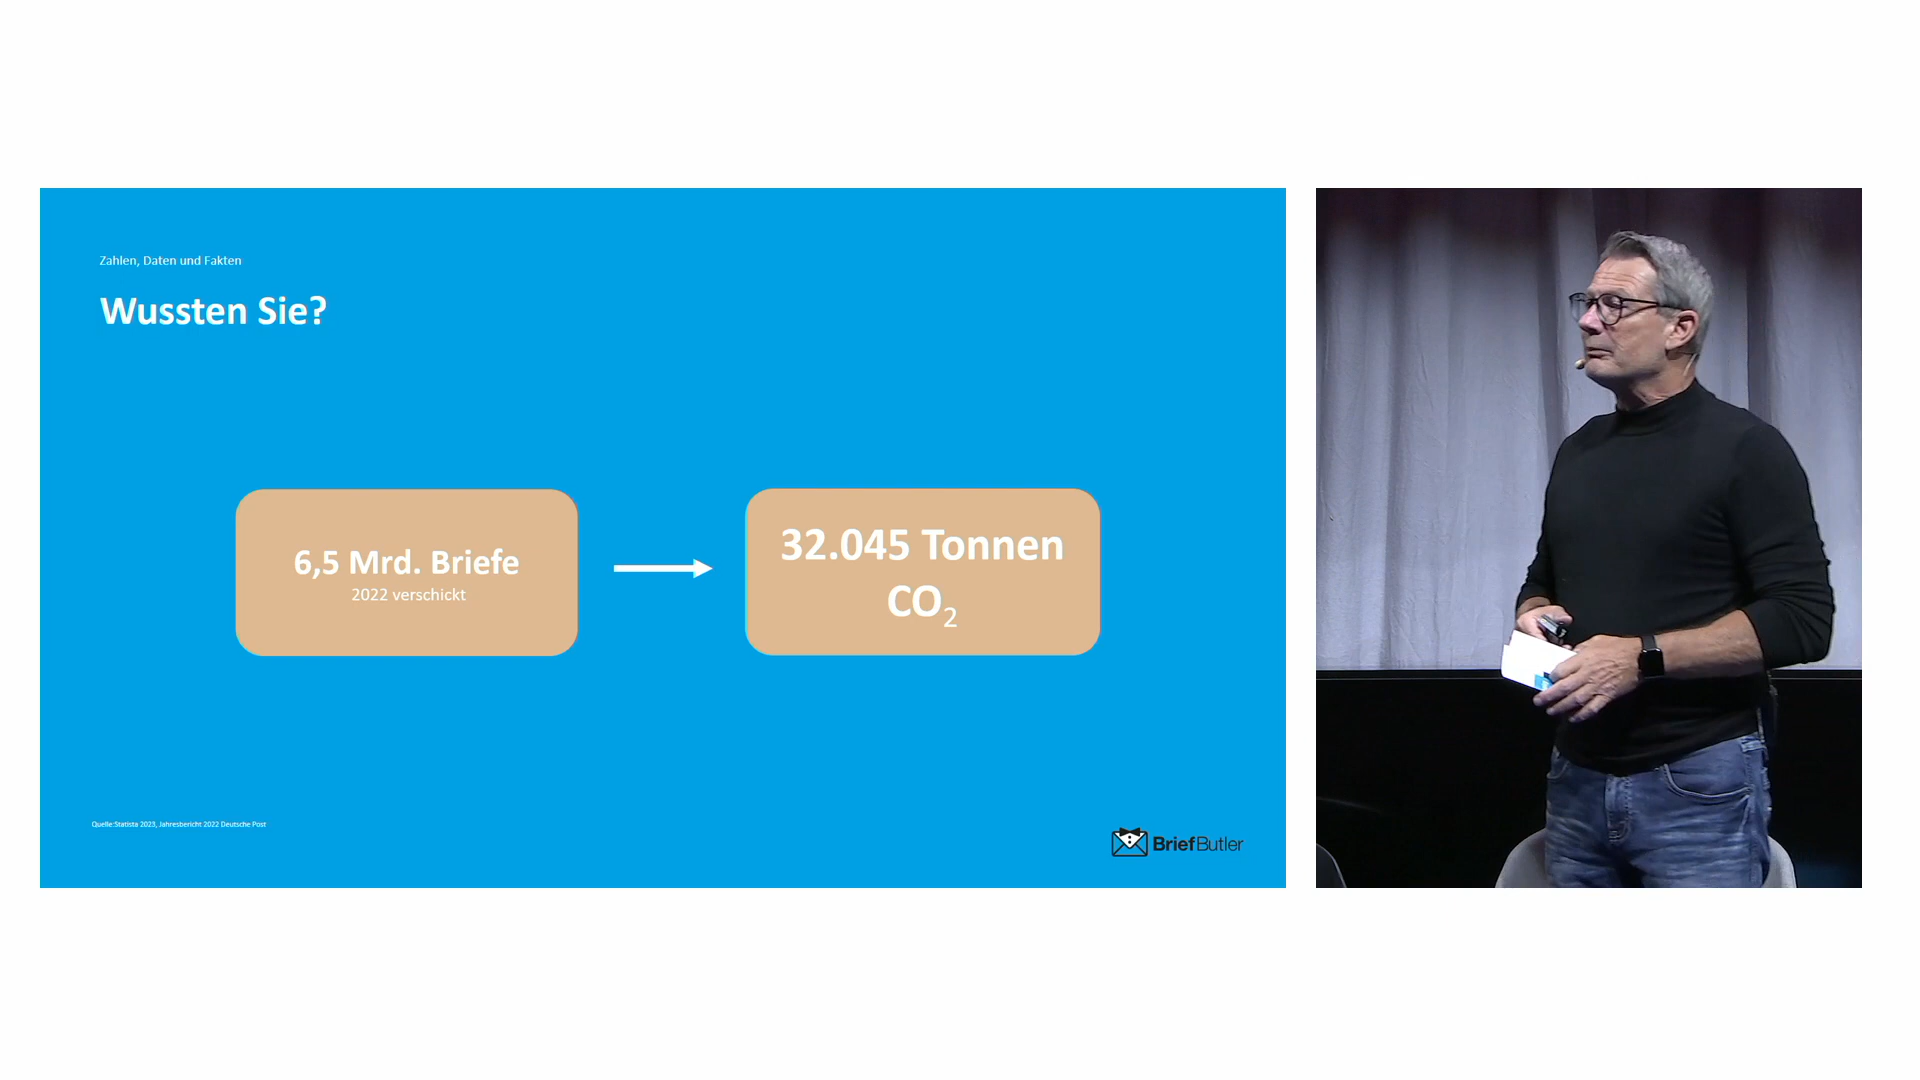 Zahlen, Daten und Fakten
Wussten Sie?
6,5 Mrd. Briefe
2022 verschickt
32.045 Tonnen
CO₂
Quelle:Statista 2023, Jahresbericht 2022 Deutsche Post
BriefButler